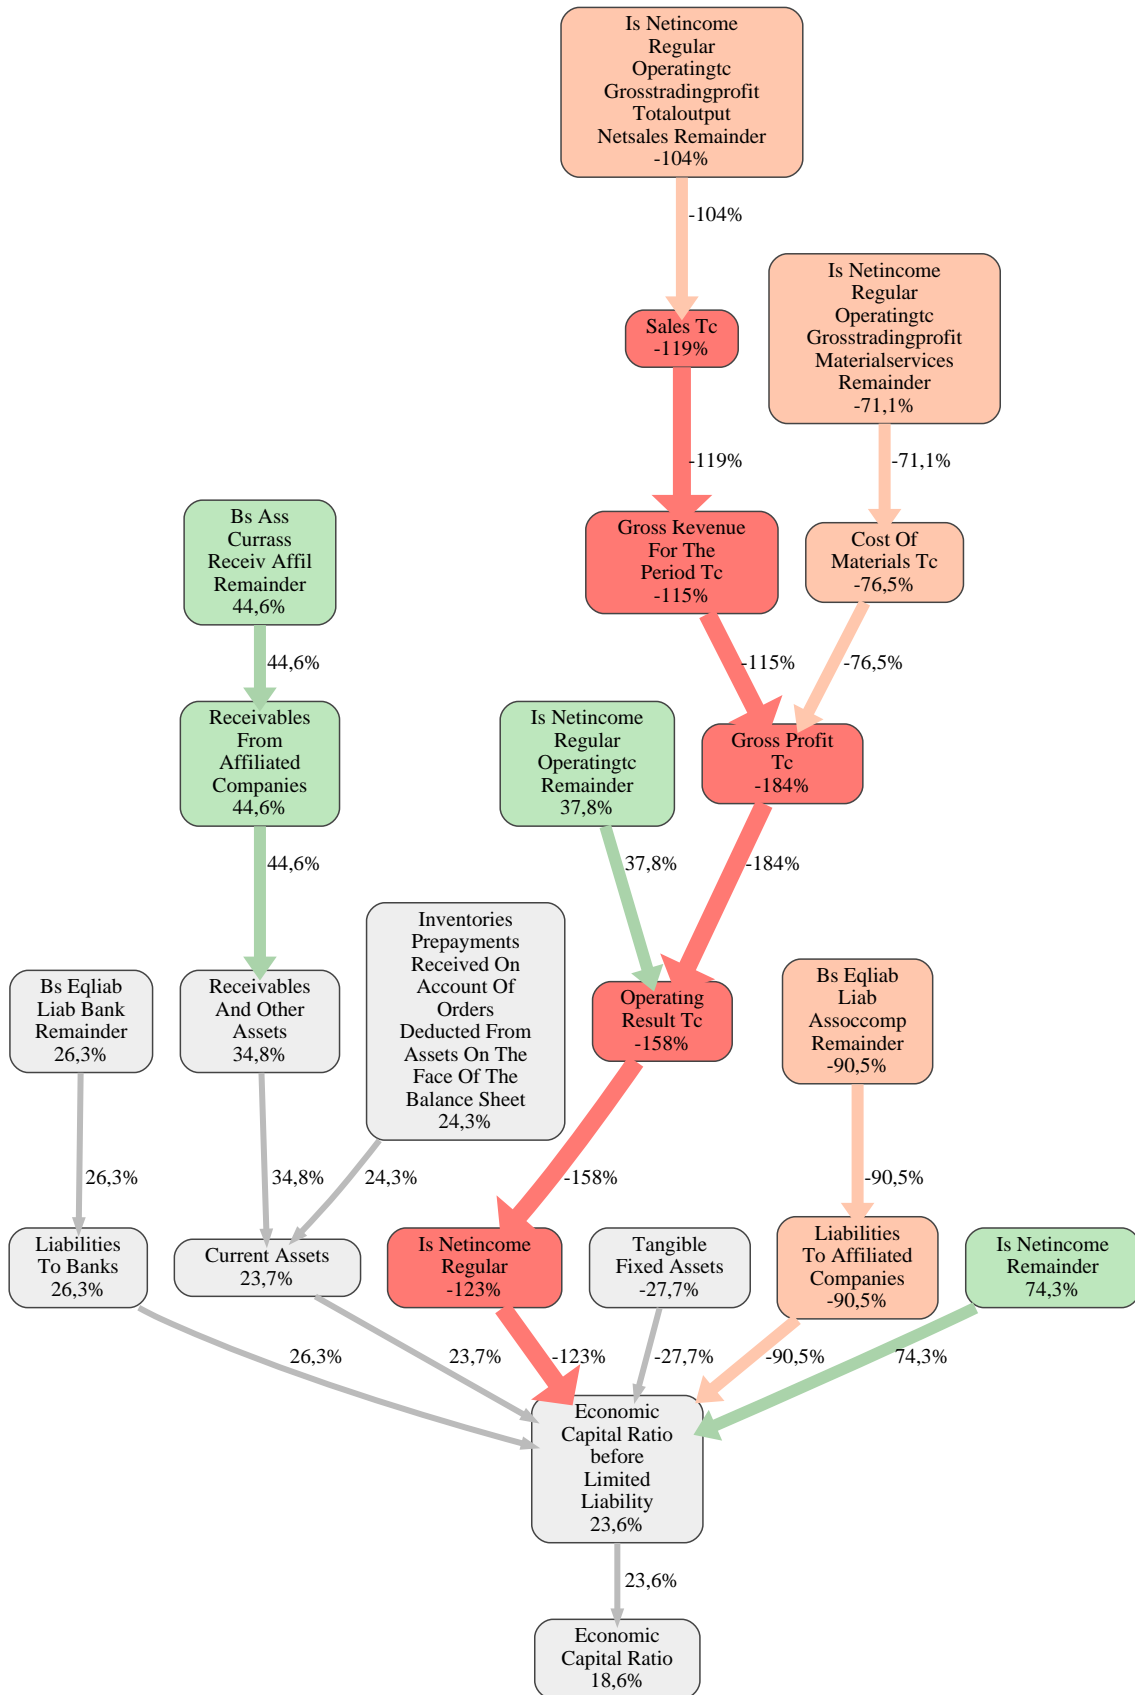 Is Netincome
Regular
Operatingtc
Grosstradingprofit
Totaloutput
Netsales Remainder
-104%
-104%
Is Netincome
Regular
Operatingtc
Grosstradingprofit
Materialservices
Remainder
-71,1%
Sales Tc
-119%
-119%
-71,1%
Bs Ass
Currass
Receiv Affil
Remainder
44,6%
Gross Revenue
For The
Period Tc
-115%
Cost Of
Materials Tc
-76,5%
44,6%
-115%
-76,5%
Receivables
From
Affiliated
Companies
44,6%
Is Netincome
Regular
Operatingtc
Remainder
37,8%
Gross Profit
Tc
-184%
44,6%
37,8%
-184%
Inventories
Prepayments
Received On
Account Of
Orders
Deducted From
Assets On The
Face Of The
Balance Sheet
24,3%
Bs Eqliab
Liab Bank
Remainder
26,3%
Receivables
And Other
Assets
34,8%
Operating
Result Tc
-158%
Bs Eqliab
Liab
Assoccomp
Remainder
-90,5%
26,3%
34,8%
24,3%
-158%
-90,5%
Liabilities
To Banks
26,3%
Current Assets
23,7%
Is Netincome
Regular
-123%
Tangible
Fixed Assets
-27,7%
Liabilities
To Affiliated
Companies
-90,5%
Is Netincome
Remainder
74,3%
26,3%
23,7%
-123%
-27,7%
-90,5%
74,3%
Economic
Capital Ratio
before
Limited
Liability
23,6%
23,6%
Economic
Capital Ratio
18,6%